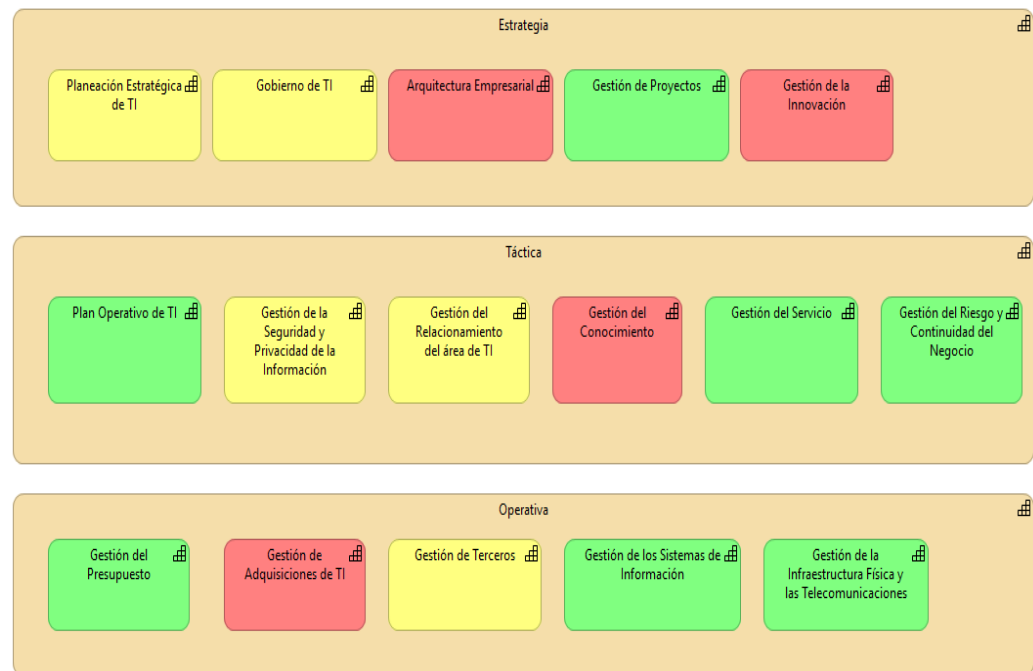 Estrategia
Planeación Estratégica
de TI
Gobierno de TI
Arquitectura Empresarial
Gestión de Proyectos
Gestión de la
Innovación
Táctica
Plan Operativo de TI
Gestión de la
Seguridad y
Privacidad de la
Información
Gestión del
Relacionamiento
del área de TI
Gestión del
Conocimiento
Gestión del Servicio
Gestión del Riesgo y
Continuidad del
Negocio
Operativa
Gestión del
Presupuesto
Gestión de
Adquisiciones de TI
Gestión de Terceros
Gestión de los Sistemas de
Información
Gestión de la
Infraestructura Física y
las Telecomunicaciones